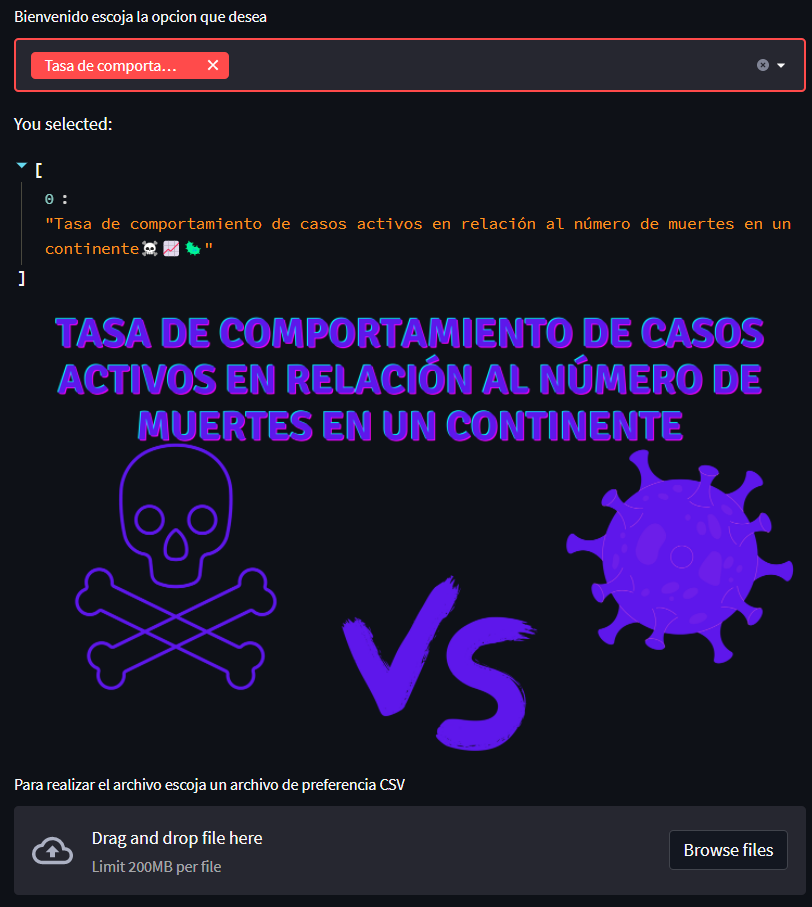 Bienvenido escoja la opcion que desea
Tasa de comporta...
You selected:
[
0 :
"Tasa de comportamiento de casos activos en relación al número de muertes en un
continente☠📈🦠"
]
TASA DE COMPORTAMIENTO DE CASOS
ACTIVOS EN RELACIÓN AL NÚMERO DE
MUERTES EN UN CONTINENTE
VS
Para realizar el archivo escoja un archivo de preferencia CSV
Drag and drop file here
Limit 200MB per file
Browse files